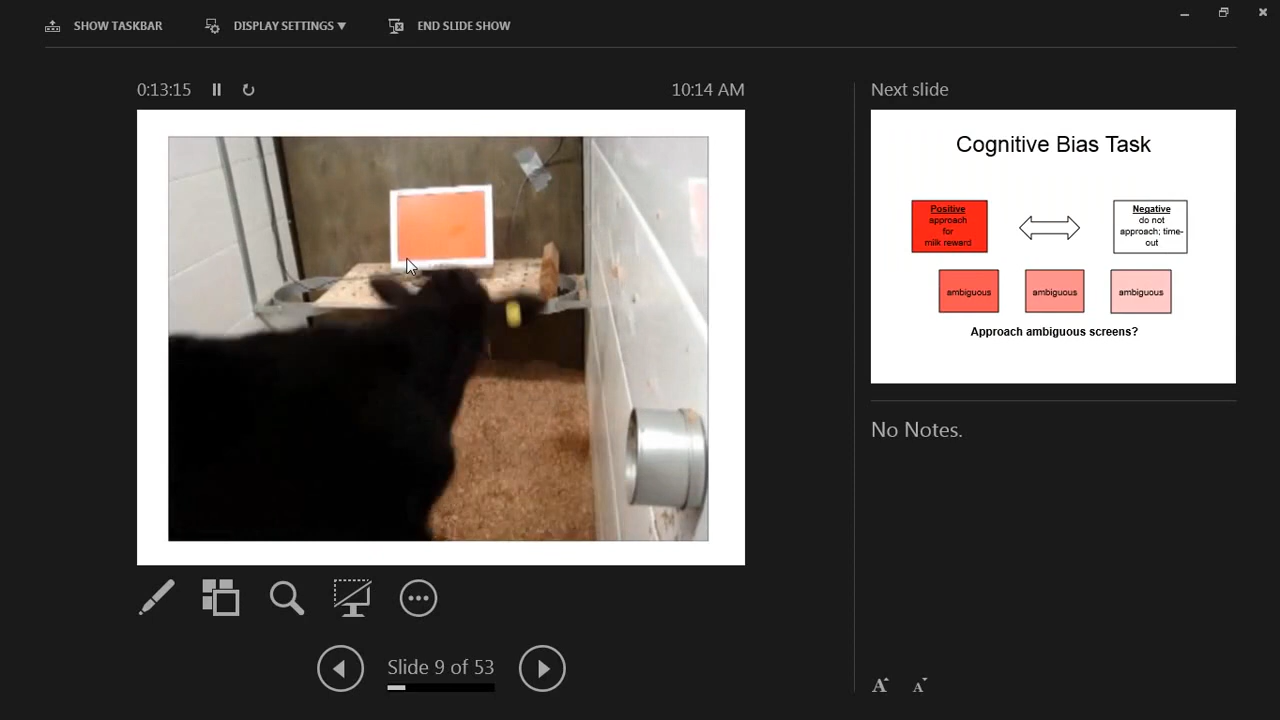 SHOW TASKBAR
DISPLAY SETTINGS
END SLIDE SHOW
0:13:15
10:14 AM
Next slide
Cognitive Bias Task
Positive
approach
for
milk reward
Negative
do not
approach; time-
out
ambiguous
ambiguous
ambiguous
Approach ambiguous screens?
No Notes.
Slide 9 of 53
A
A